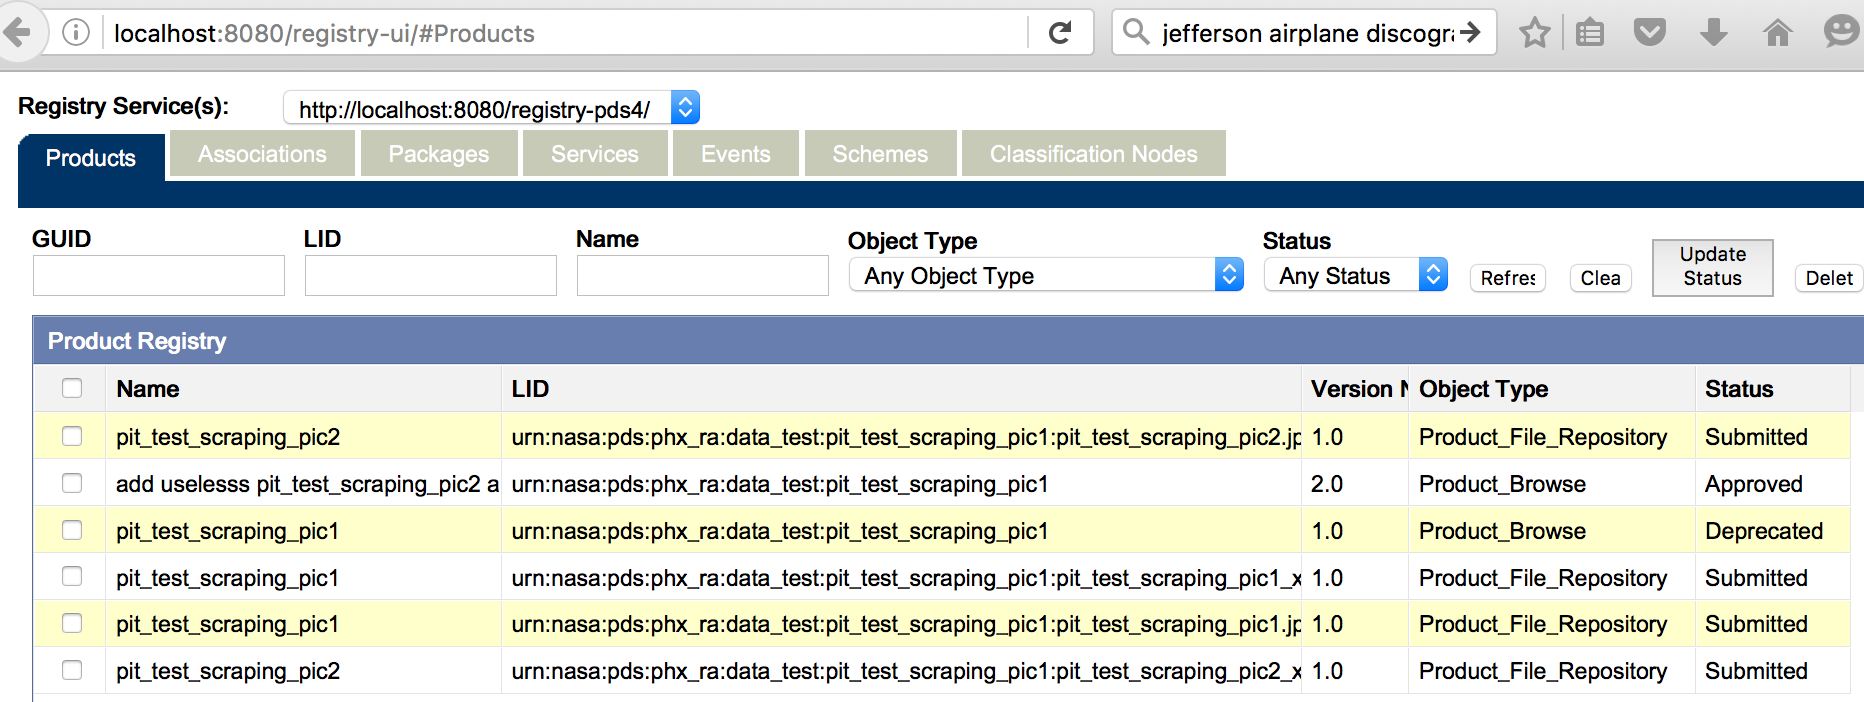 localhost:8080/registry-ui/#Products
jefferson airplane discogra
Registry Service(s): http://localhost:8080/registry-pds4/
Products Associations Packages Services Events Schemes Classification Nodes
GUID LID Name Object Type Status
Any Object Type Any Status Refres Clea Update Status Delet
Product Registry
Name LID Version N Object Type Status
pit_test_scraping_pic2 urn:nasa:pds:phx_ra:data_test:pit_test_scraping_pic1:pit_test_scraping_pic2.jp 1.0 Product_File_Repository Submitted
add uselesss pit_test_scraping_pic2 a urn:nasa:pds:phx_ra:data_test:pit_test_scraping_pic1 2.0 Product_Browse Approved
pit_test_scraping_pic1 urn:nasa:pds:phx_ra:data_test:pit_test_scraping_pic1 1.0 Product_Browse Deprecated
pit_test_scraping_pic1 urn:nasa:pds:phx_ra:data_test:pit_test_scraping_pic1:pit_test_scraping_pic1_x 1.0 Product_File_Repository Submitted
pit_test_scraping_pic1 urn:nasa:pds:phx_ra:data_test:pit_test_scraping_pic1:pit_test_scraping_pic1.jp 1.0 Product_File_Repository Submitted
pit_test_scraping_pic2 urn:nasa:pds:phx_ra:data_test:pit_test_scraping_pic1:pit_test_scraping_pic2_x 1.0 Product_File_Repository Submitted